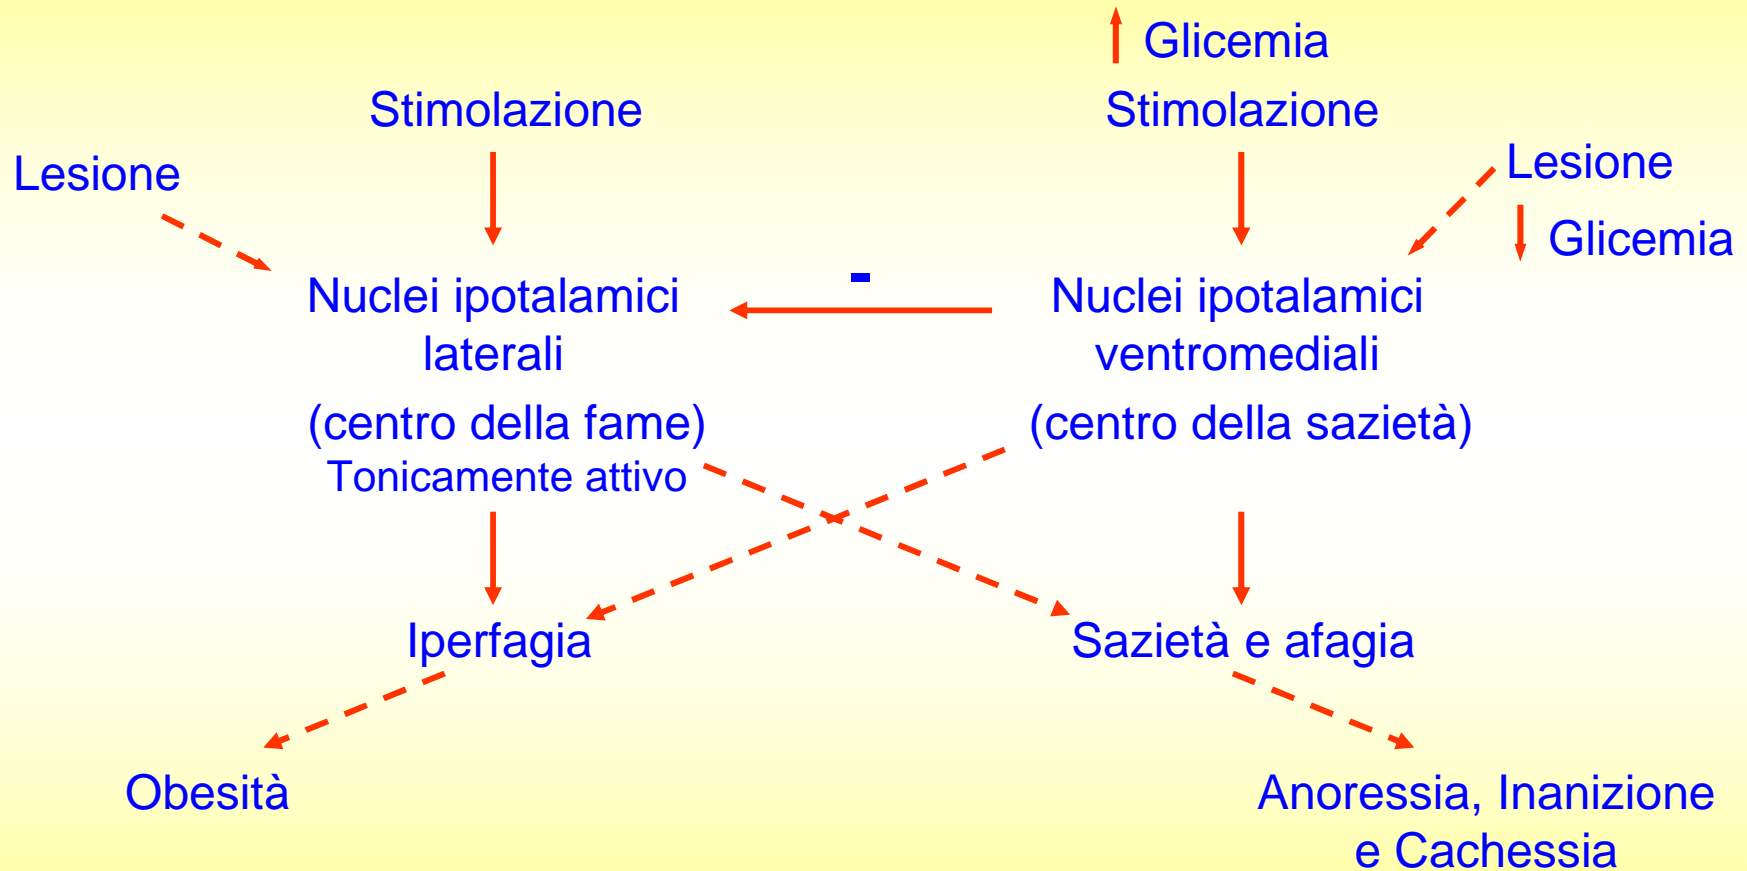 Glicemia
Stimolazione
Stimolazione
Lesione
Lesione
Glicemia
-
Nuclei ipotalamici
laterali
(centro della fame)
Tonicamente attivo
Nuclei ipotalamici
ventromediali
(centro della sazietà)
Iperfagia
Sazietà e afagia
Obesità
Anoressia, Inanizione
e Cachessia